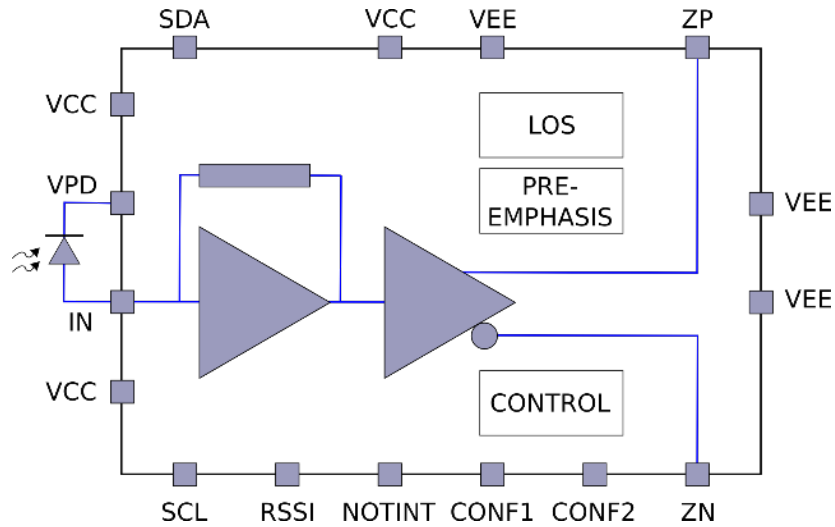 SDA
VCC
VEE
ZP
VCC
LOS
VPD
PRE-
EMPHASIS
VEE
VEE
IN
VCC
CONTROL
SCL
RSSI
NOTINT
CONF1
CONF2
ZN